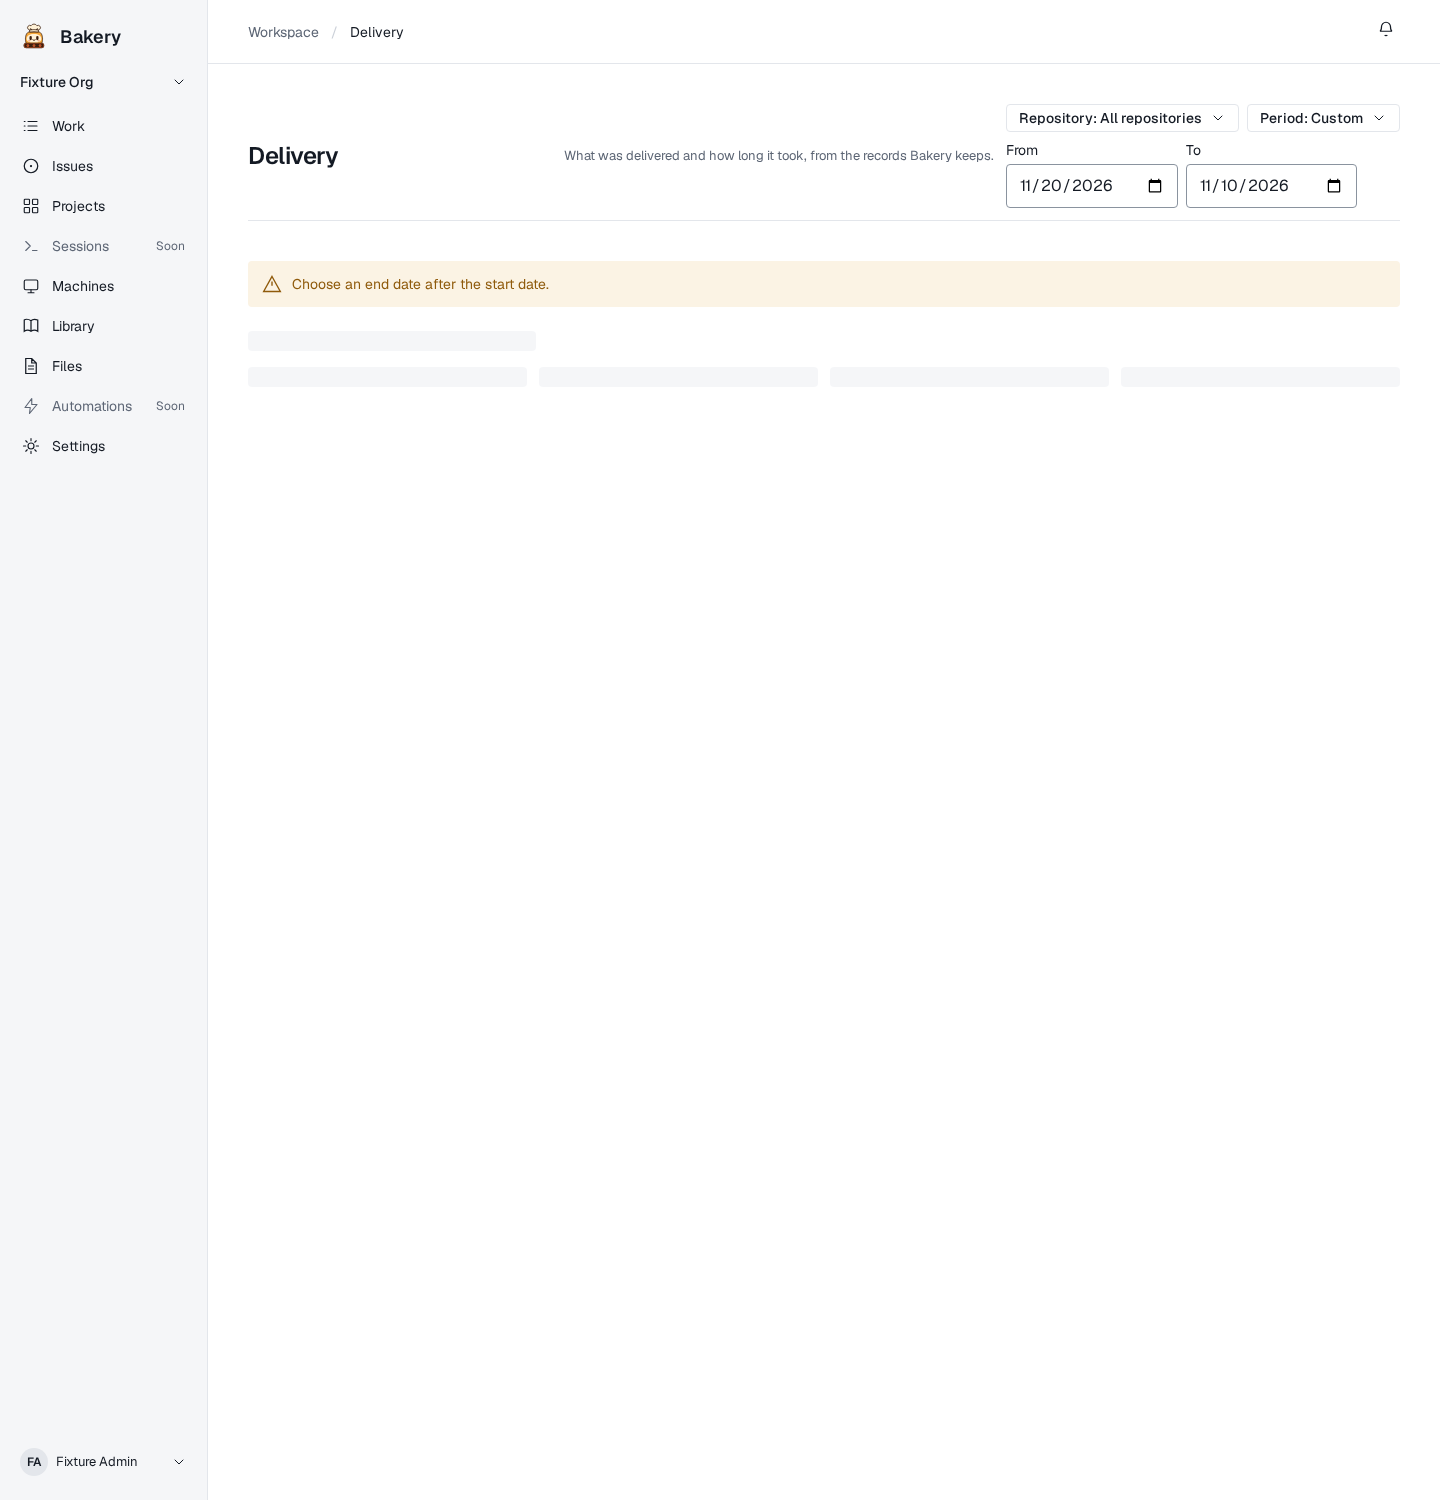 Bakery
Fixture Org
Work
Issues
Projects
Sessions Soon
Machines
Library
Files
Automations Soon
Settings
FA Fixture Admin
Workspace / Delivery
Delivery
What was delivered and how long it took, from the records Bakery keeps.
Repository: All repositories Period: Custom
From To
11/20/2026 11/10/2026
Choose an end date after the start date.